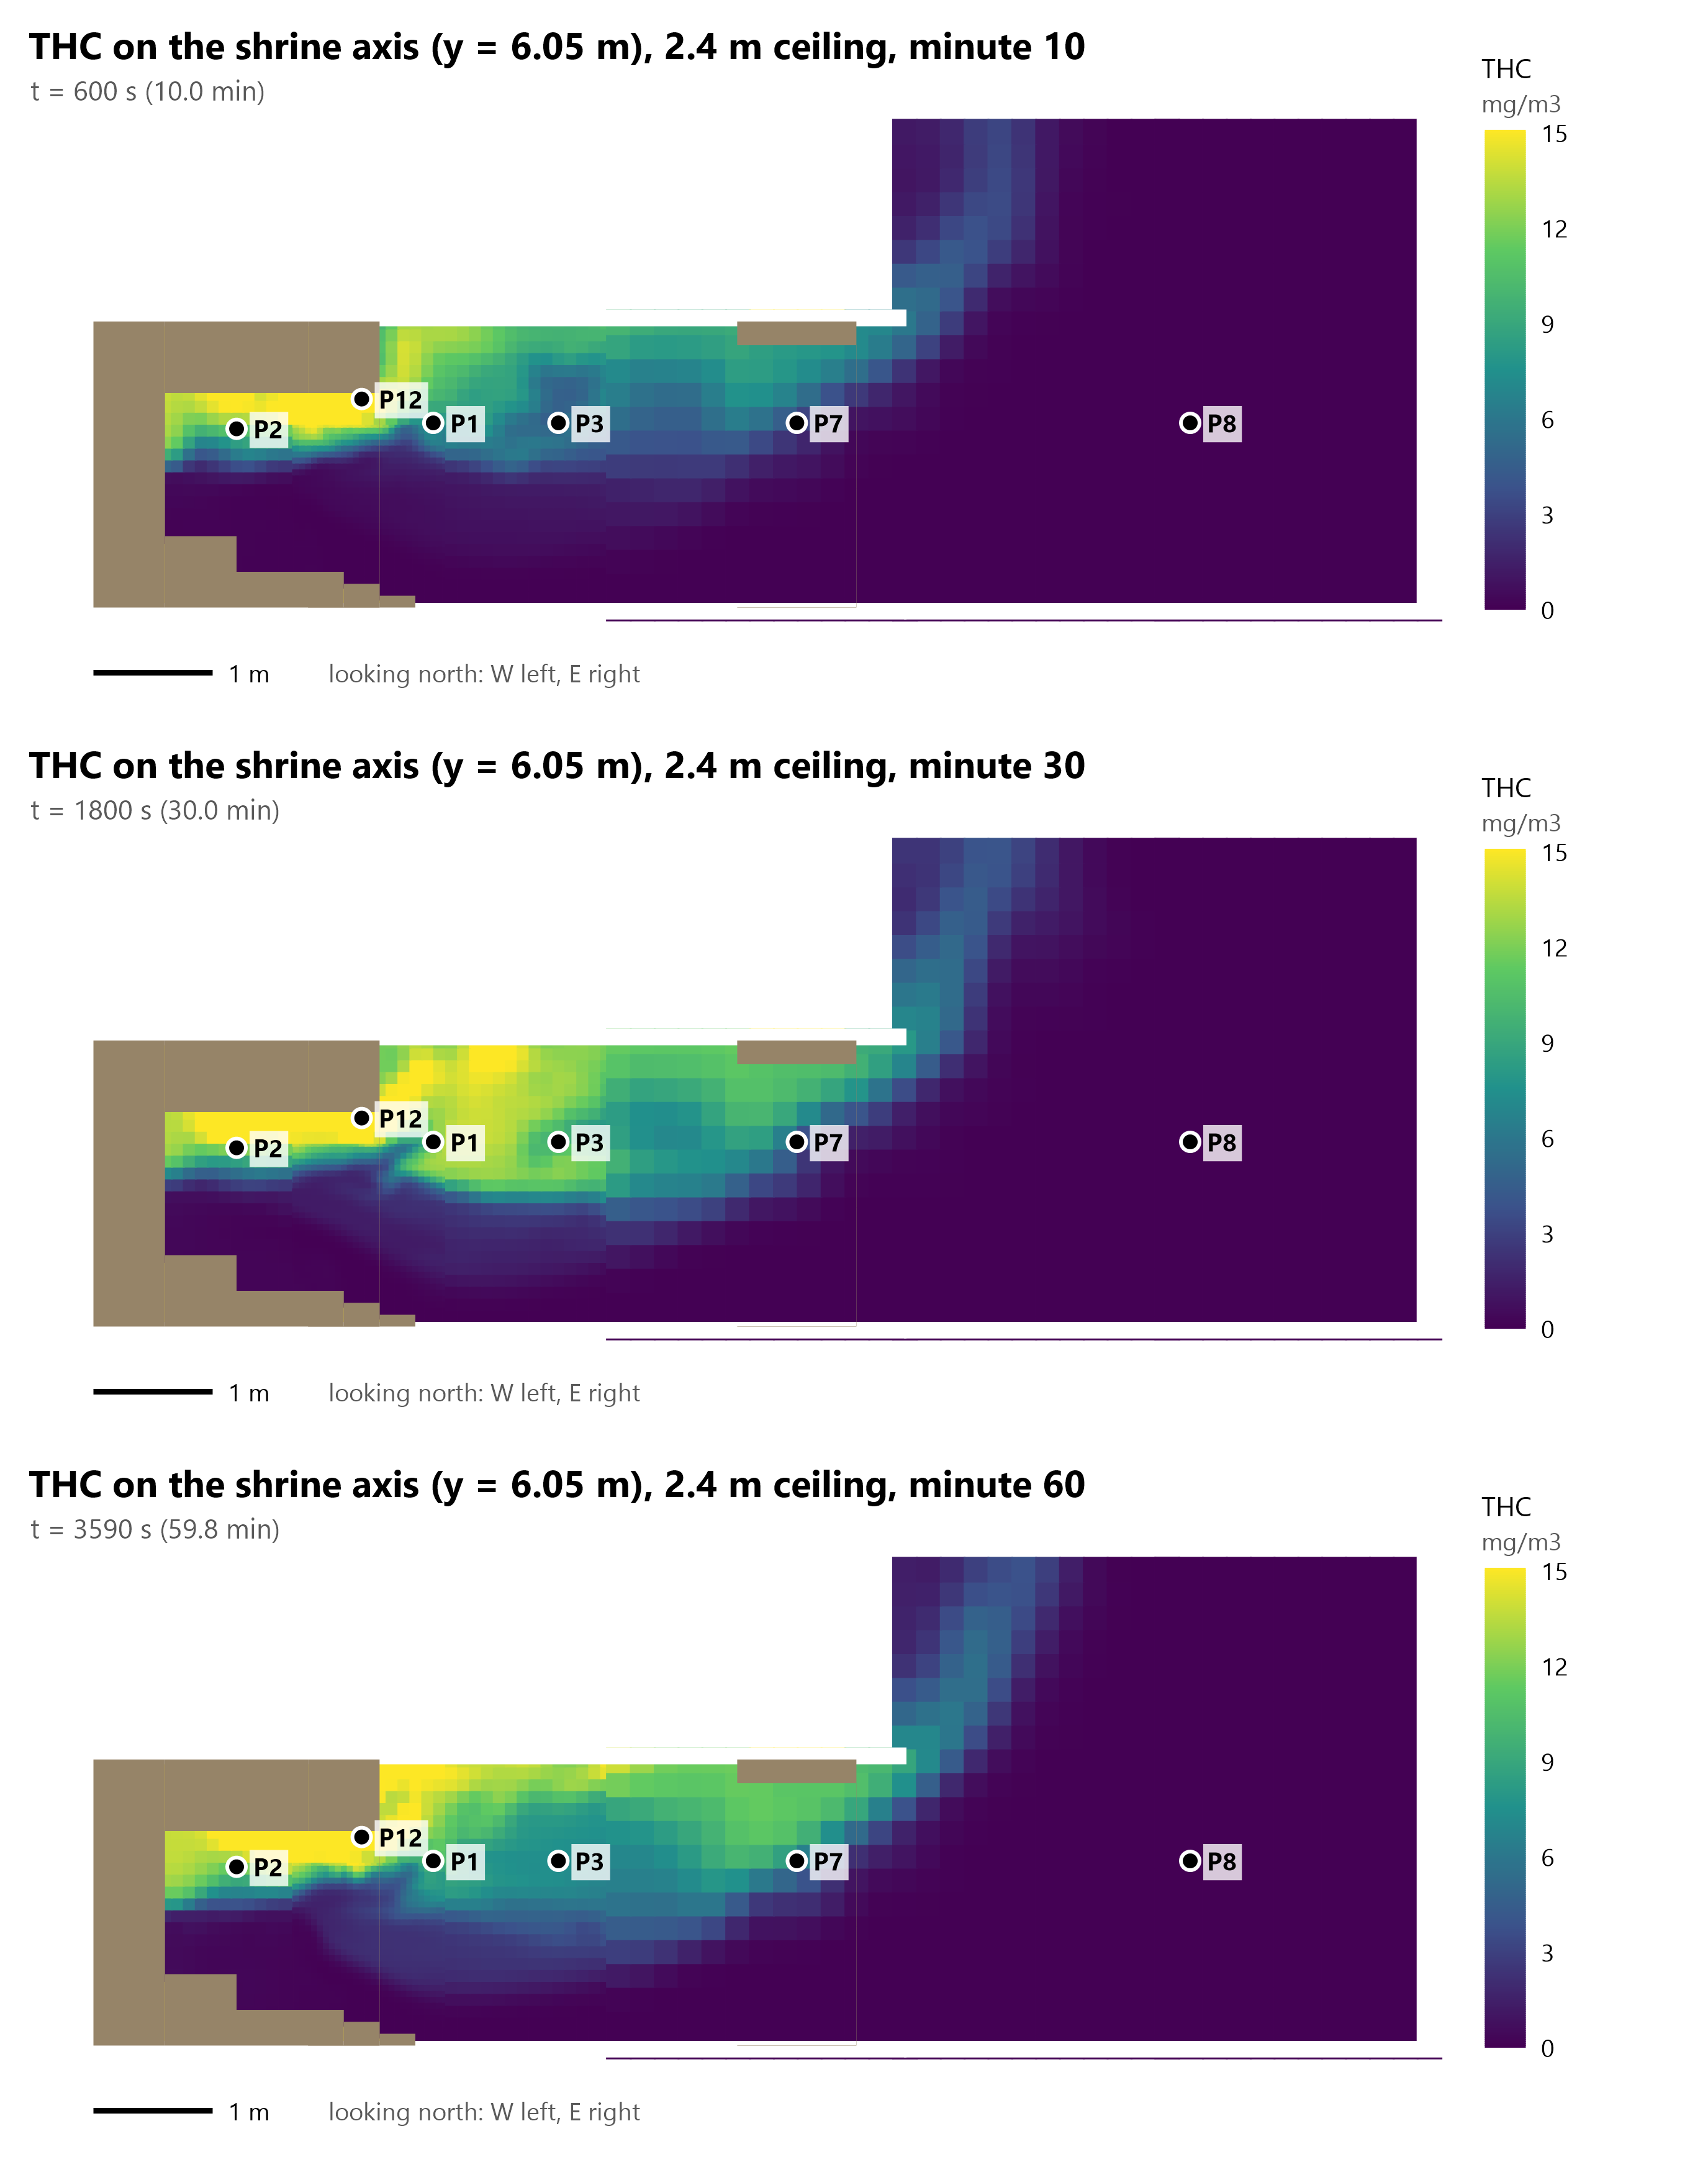 THC on the shrine axis (y = 6.05 m), 2.4 m ceiling, minute 10
t = 600 s (10.0 min)
THC
mg/m3
15
12
9
6
3
0
P12
P2
P1
P3
P7
P8
1 m
looking north: W left, E right
THC on the shrine axis (y = 6.05 m), 2.4 m ceiling, minute 30
t = 1800 s (30.0 min)
THC
mg/m3
15
12
9
6
3
0
P12
P2
P1
P3
P7
P8
1 m
looking north: W left, E right
THC on the shrine axis (y = 6.05 m), 2.4 m ceiling, minute 60
t = 3590 s (59.8 min)
THC
mg/m3
15
12
9
6
3
0
P12
P2
P1
P3
P7
P8
1 m
looking north: W left, E right